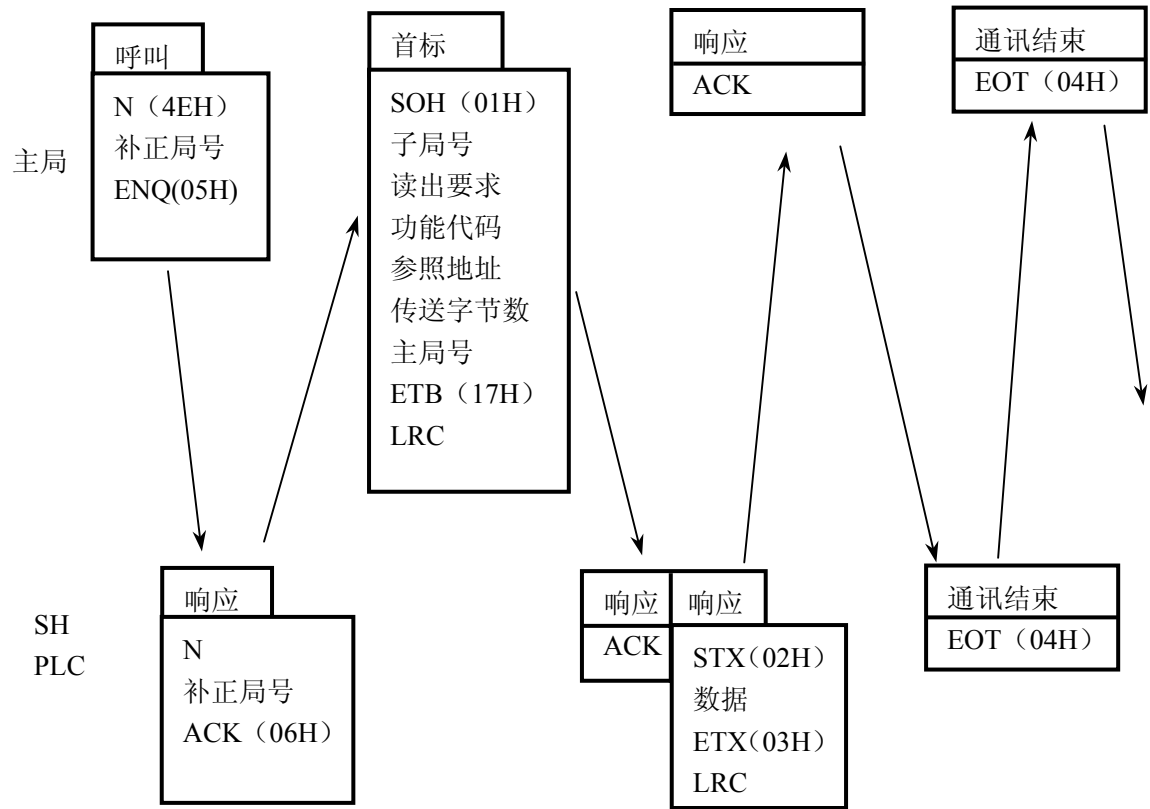 主局
呼叫
N（4EH）
补正局号
ENQ(05H)
首标
SOH（01H）
子局号
读出要求
功能代码
参照地址
传送字节数
主局号
ETB（17H）
LRC
响应
ACK
通讯结束
EOT（04H）
SH
PLC
响应
N
补正局号
ACK（06H）
响应
ACK
响应
STX（02H）
数据
ETX（03H）
LRC
通讯结束
EOT（04H）